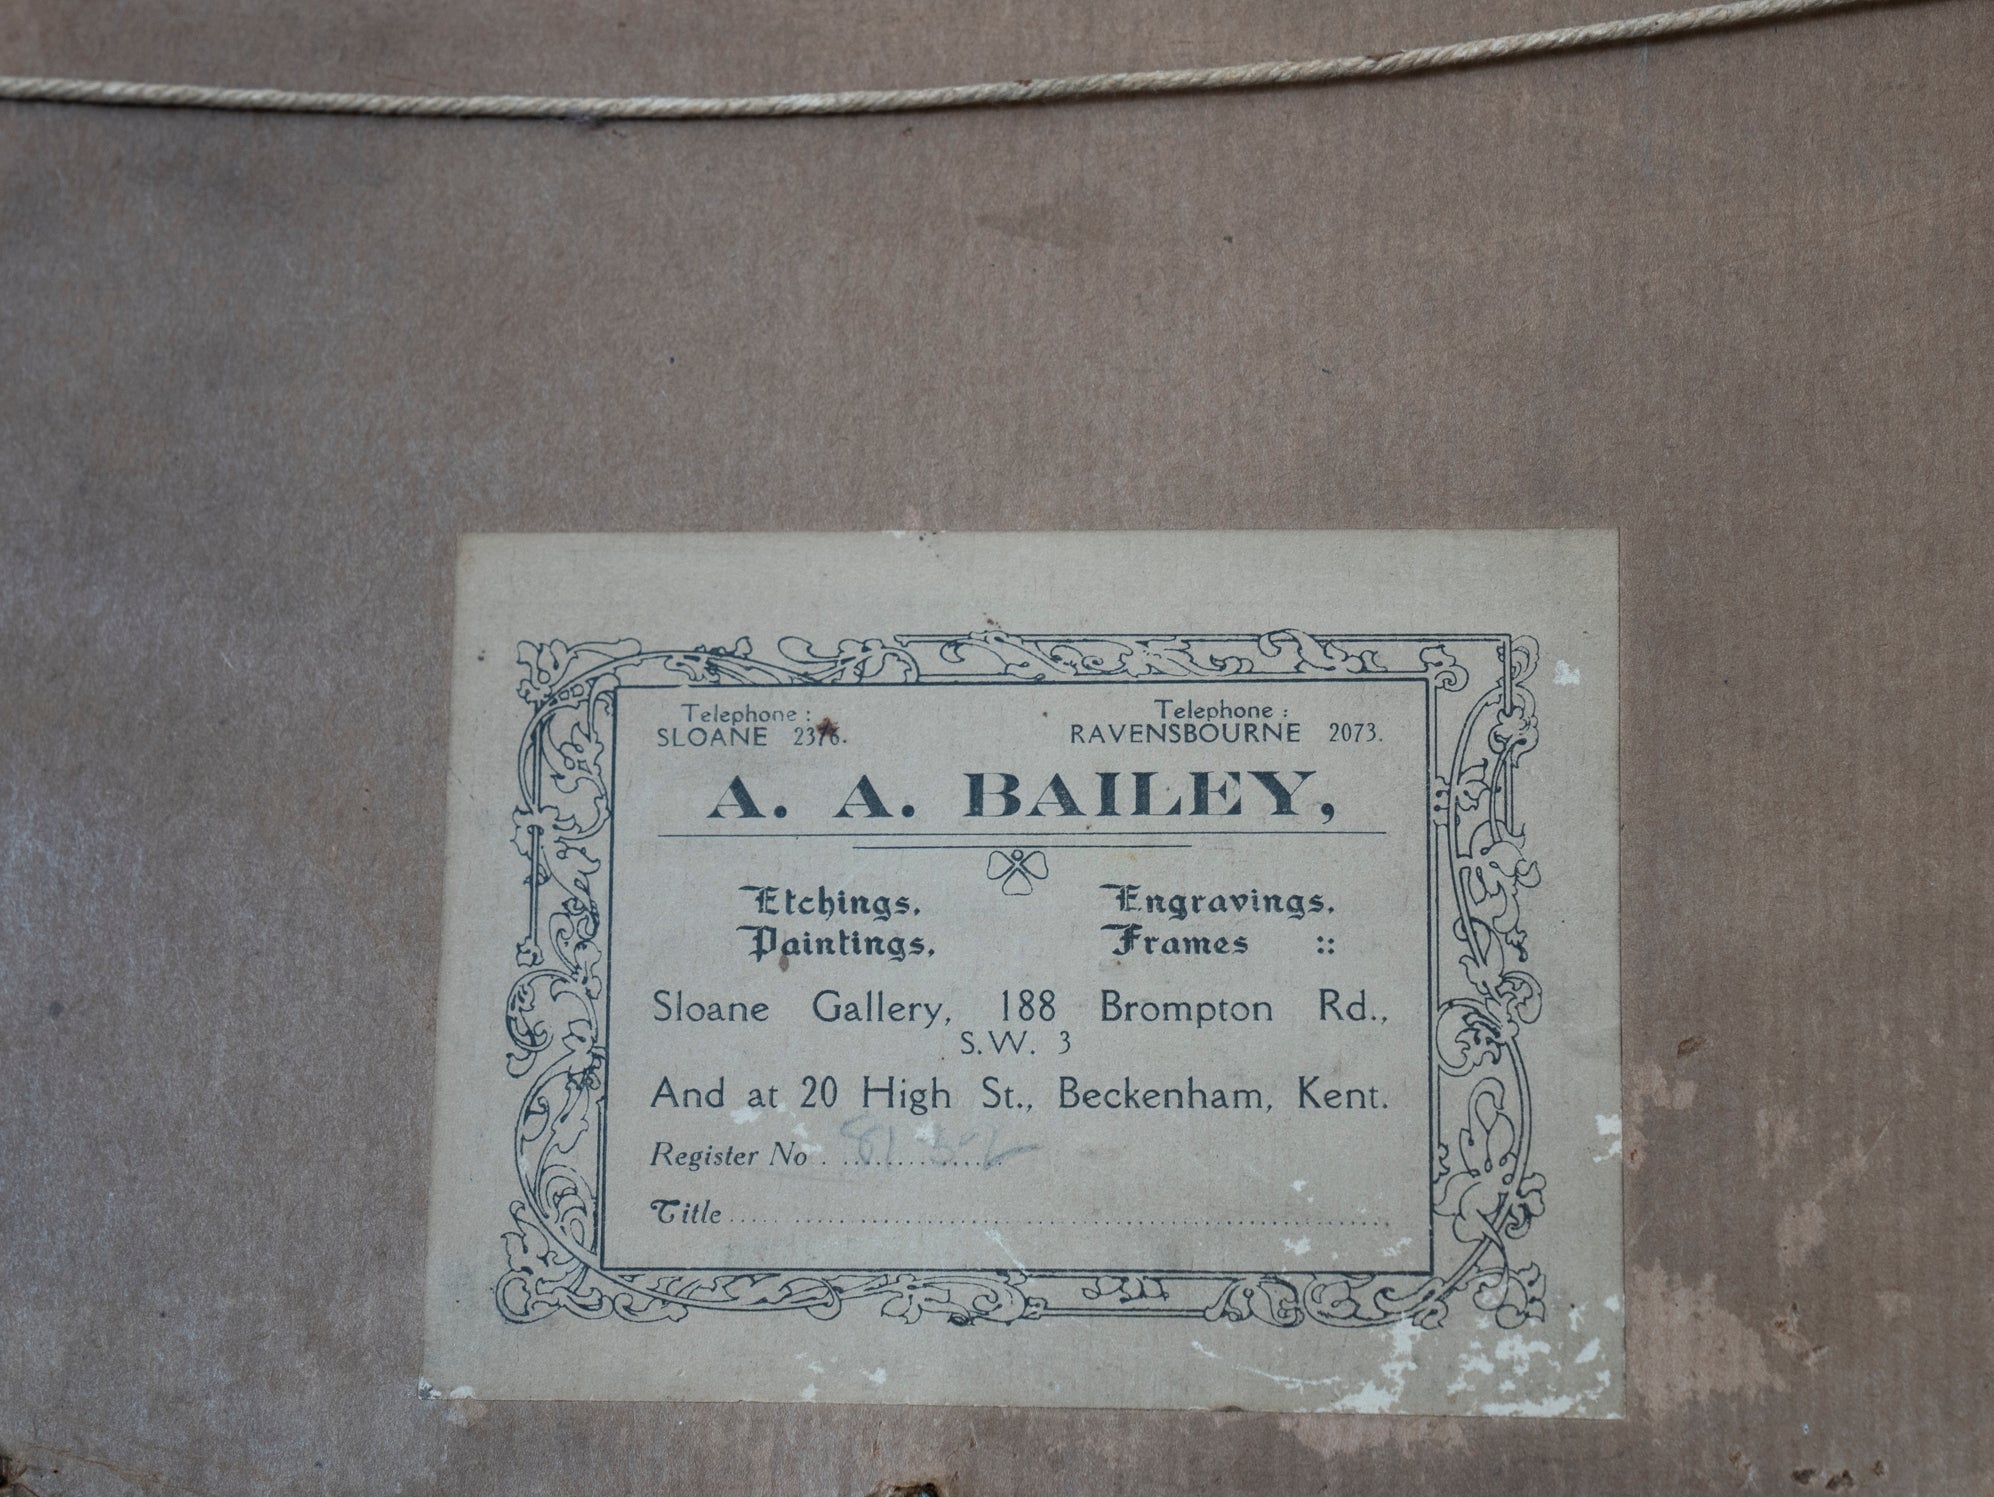 Telephone : Telephone :
SLOANE 2376. RAVENSBOURNE 2073.
A. A. BAILEY,
Etchings, Engravings,
Paintings, Frames ::
Sloane Gallery, 188 Brompton Rd.,
S.W. 3
And at 20 High St., Beckenham, Kent.
Register No
Title